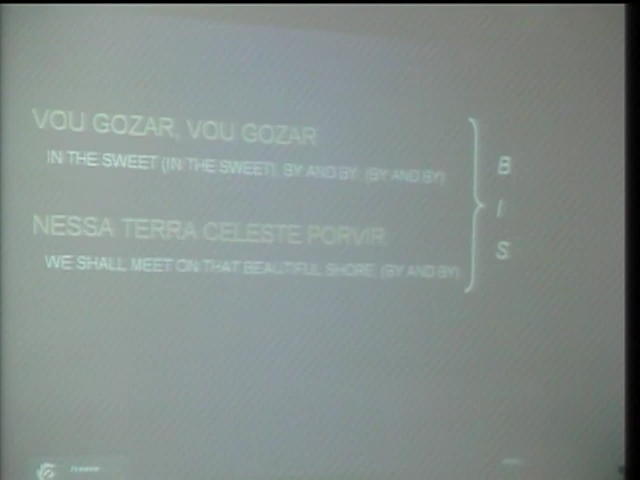 VOU GOZAR, VOU GOZAR
IN THE SWEET (IN THE SWEET) BY AND BY (BY AND BY)
NESSA TERRA CELESTE PORVIR
WE SHALL MEET ON THAT BEAUTIFUL SHORE (BY AND BY)
B
I
S